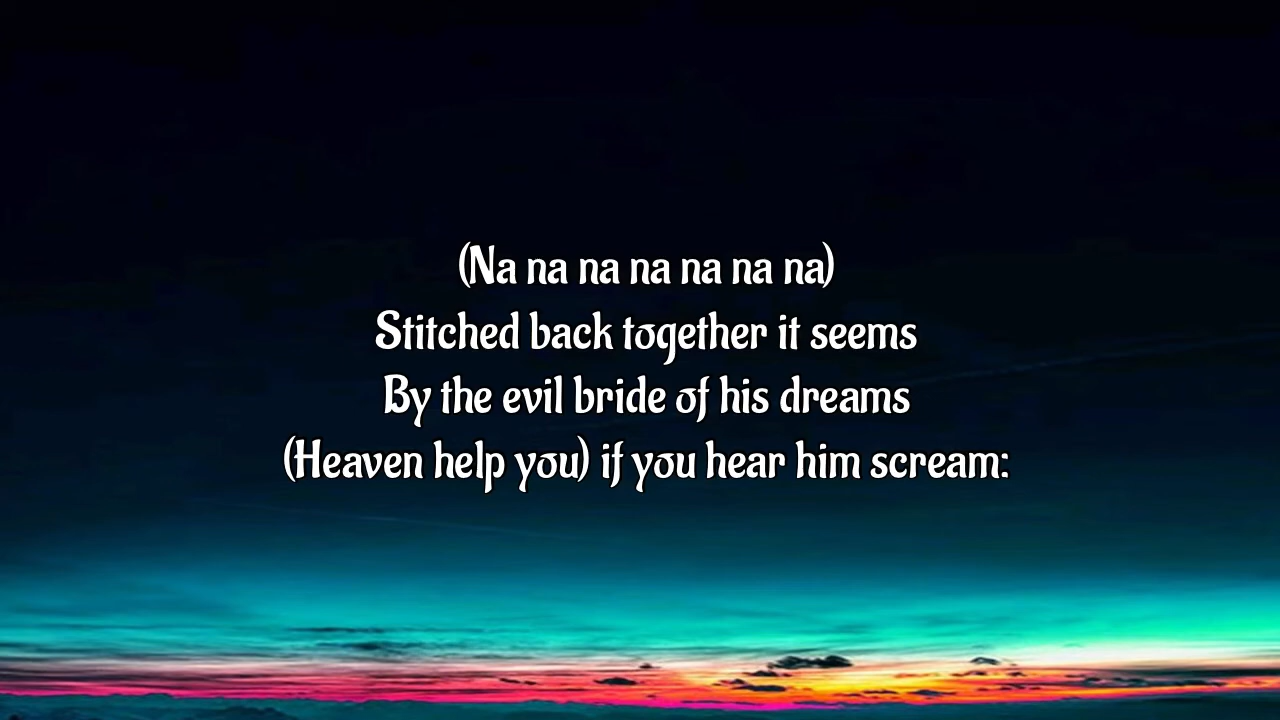 (Na na na na na na na)
Stitched back together it seems
By the evil bride of his dreams
(Heaven help you) if you hear him scream: